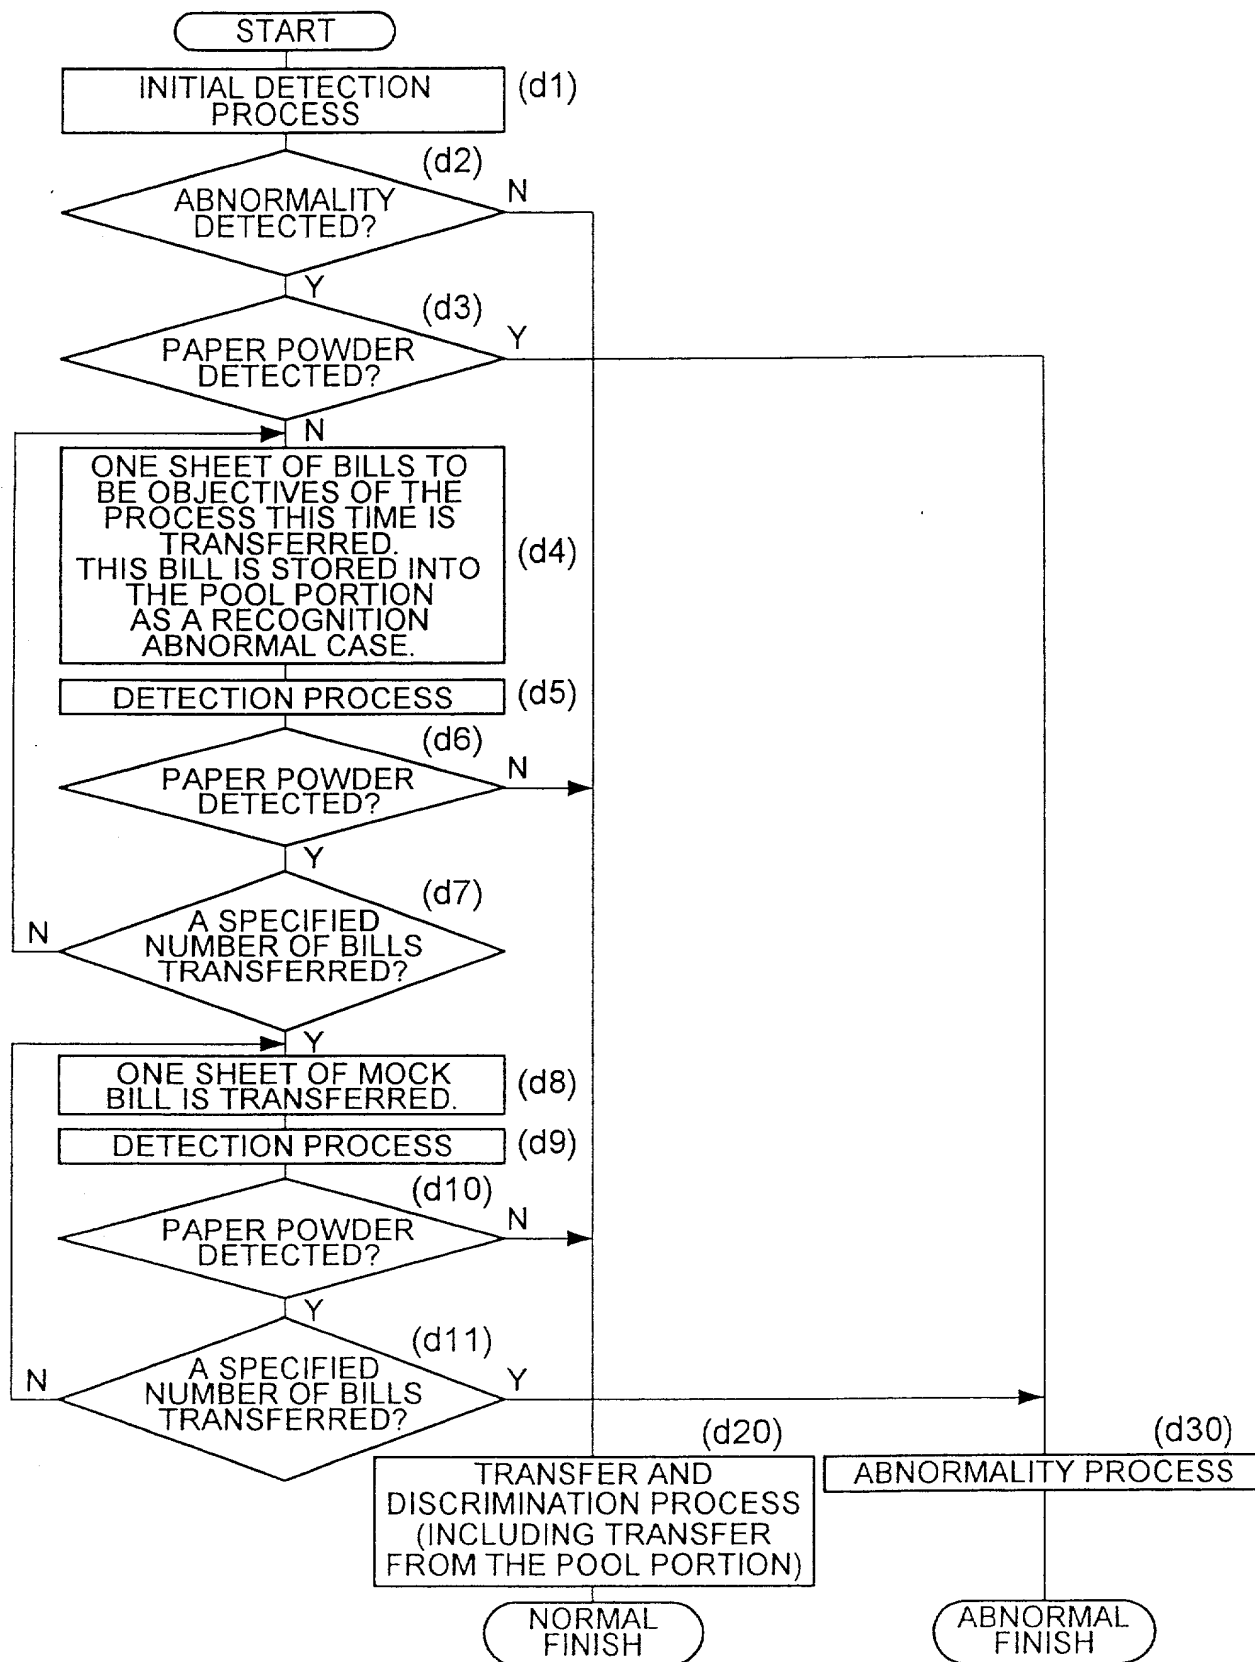 START
INITIAL DETECTION
PROCESS
(d1)
(d2)
ABNORMALITY
DETECTED?
N
Y
(d3)
PAPER POWDER
DETECTED?
Y
N
ONE SHEET OF BILLS TO
BE OBJECTIVES OF THE
PROCESS THIS TIME IS
TRANSFERRED.
THIS BILL IS STORED INTO
THE POOL PORTION
AS A RECOGNITION
ABNORMAL CASE.
(d4)
DETECTION PROCESS
(d5)
(d6)
PAPER POWDER
DETECTED?
N
Y
(d7)
A SPECIFIED
NUMBER OF BILLS
TRANSFERRED?
N
Y
ONE SHEET OF MOCK
BILL IS TRANSFERRED.
(d8)
DETECTION PROCESS
(d9)
(d10)
PAPER POWDER
DETECTED?
N
Y
(d11)
A SPECIFIED
NUMBER OF BILLS
TRANSFERRED?
N
Y
(d20)
TRANSFER AND
DISCRIMINATION PROCESS
(INCLUDING TRANSFER
FROM THE POOL PORTION)
(d30)
ABNORMALITY PROCESS
NORMAL
FINISH
ABNORMAL
FINISH